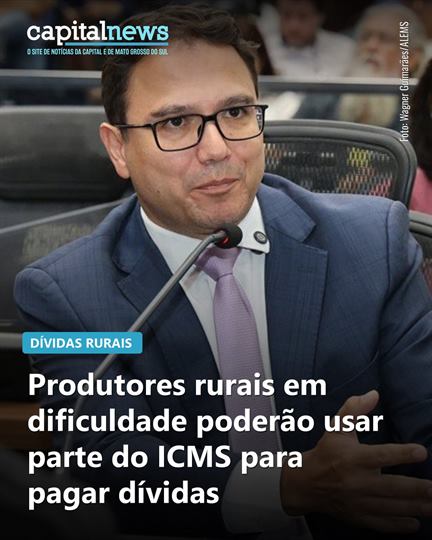 capitalnews
O SITE DE NOTÍCIAS DA CAPITAL E DE MATO GROSSO DO SUL
Foto: Wagner Guimarães/ALEMS
DÍVIDAS RURAIS
Produtores rurais em
dificuldade poderão usar
parte do ICMS para
pagar dívidas